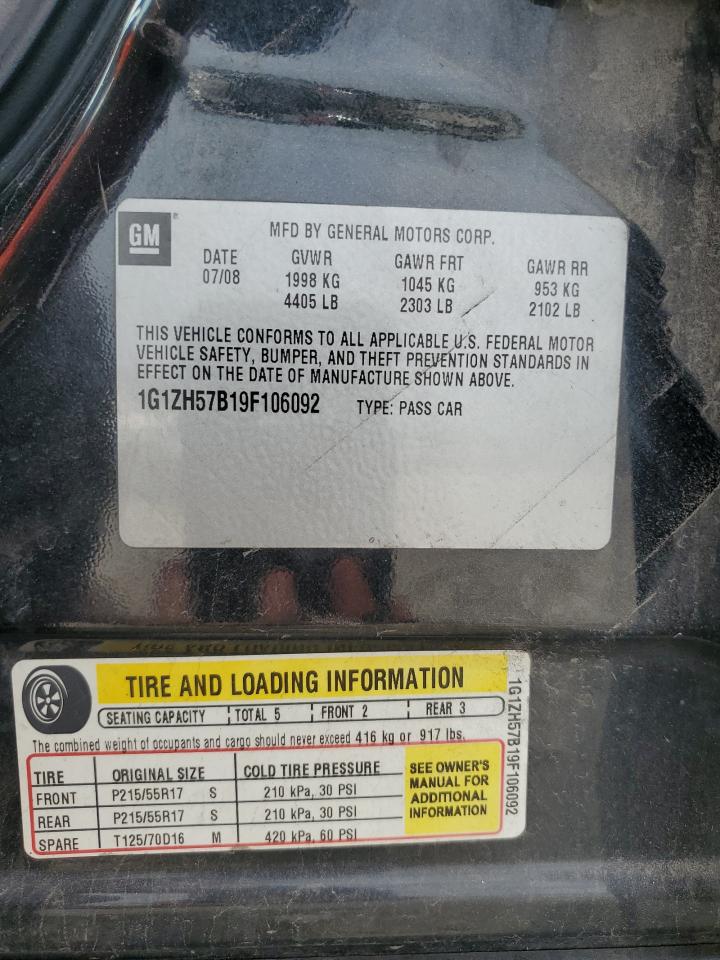 GM
MFD BY GENERAL MOTORS CORP.
DATE GVWR GAWR FRT GAWR RR
07/08 1998 KG 1045 KG 953 KG
4405 LB 2303 LB 2102 LB
THIS VEHICLE CONFORMS TO ALL APPLICABLE U.S. FEDERAL MOTOR
VEHICLE SAFETY, BUMPER, AND THEFT PREVENTION STANDARDS IN
EFFECT ON THE DATE OF MANUFACTURE SHOWN ABOVE.
1G1ZH57B19F106092 TYPE: PASS CAR
TIRE AND LOADING INFORMATION
SEATING CAPACITY TOTAL 5 FRONT 2 REAR 3
The combined weight of occupants and cargo should never exceed 416 kg or 917 lbs.
TIRE ORIGINAL SIZE COLD TIRE PRESSURE
FRONT P215/55R17 S 210 kPa, 30 PSI
REAR P215/55R17 S 210 kPa, 30 PSI
SPARE T125/70D16 M 420 kPa, 60 PSI
SEE OWNER'S
MANUAL FOR
ADDITIONAL
INFORMATION
1G1ZH57B19F106092